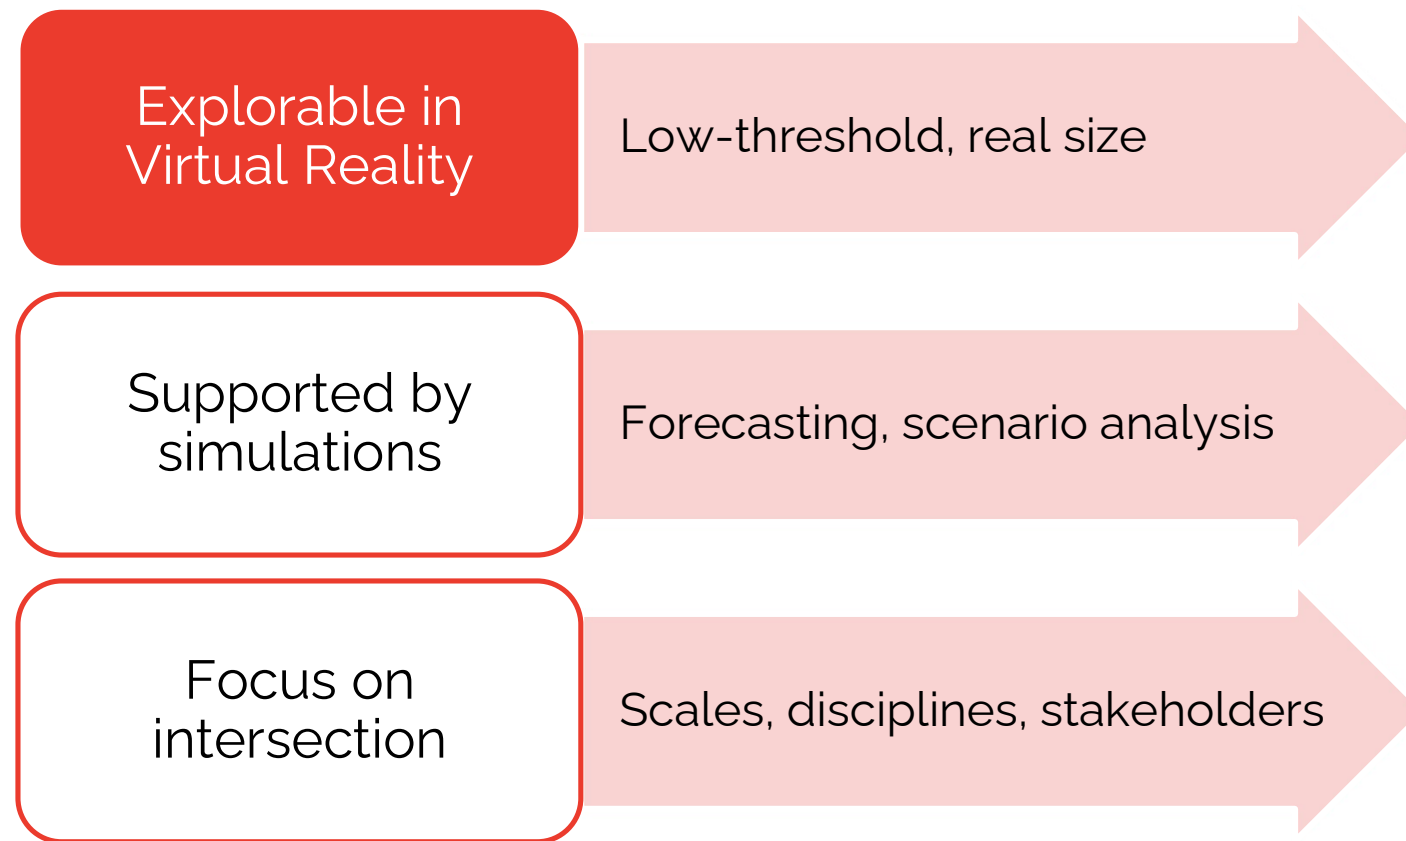 Explorable in
Virtual Reality
Low-threshold, real size
Supported by
simulations
Forecasting, scenario analysis
Focus on
intersection
Scales, disciplines, stakeholders